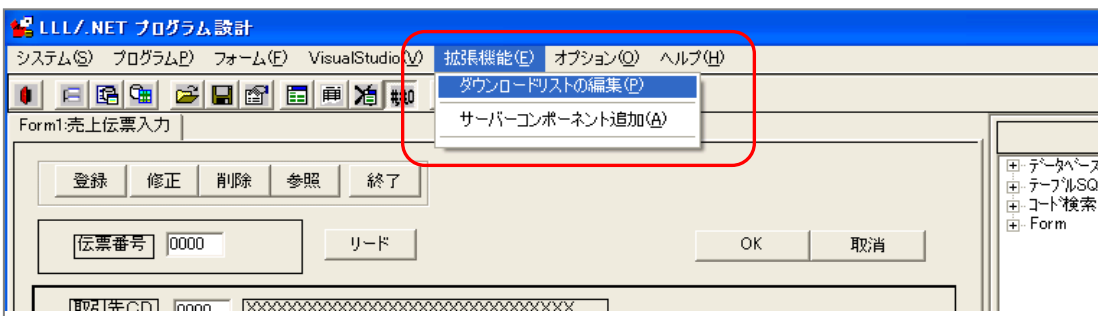 LLL/.NET プログラム設計
システム(S) プログラムP) フォーム(F) VisualStudio(V) 拡張機能(E) オプション(O) ヘルプ(H)
ダウンロードリストの編集(P)
サーバーコンポーネント追加(A)
Form1:売上伝票入力
登録 修正 削除 参照 終了
伝票番号 0000 リード OK 取消
取引先CD 0000 XXXXXXXXXXXXXXXXXXXXXXXXXXXXXX
データベース
テーブルSQ
コード検索
Form